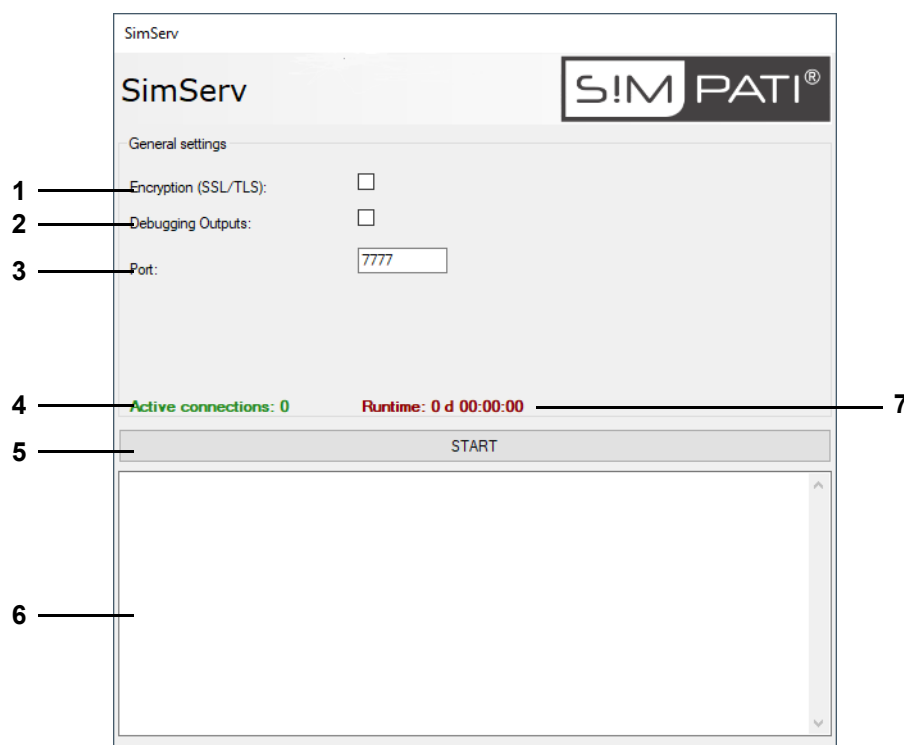 SimServ
SimServ S!MPATI®
General settings
1 Encryption (SSL/TLS):
2 Debugging Outputs:
3 Port: 7777
4 Active connections: 0 Runtime: 0 d 00:00:00 7
5 START
6